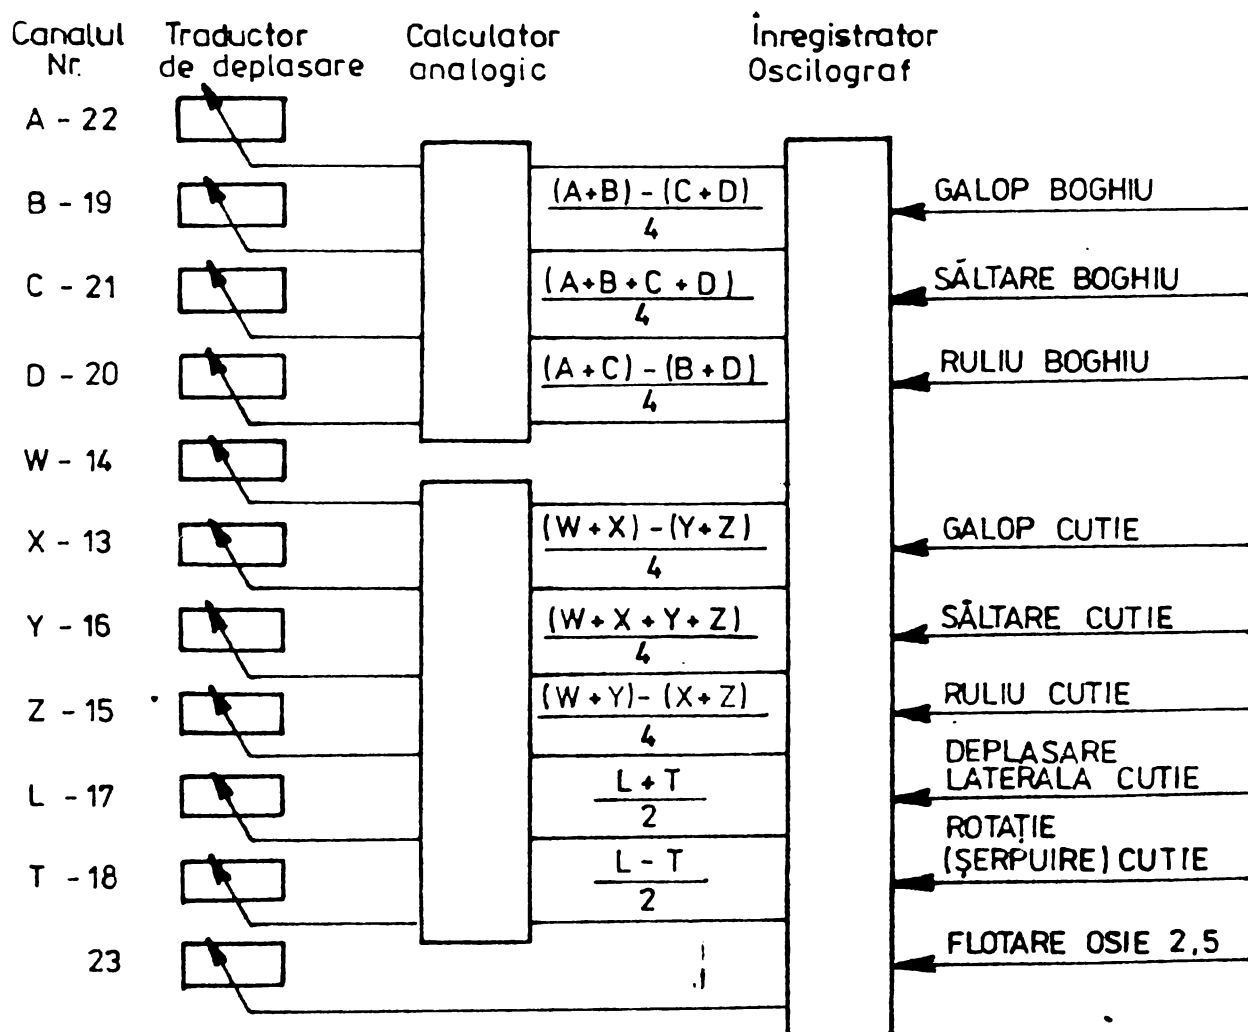 Canalul Nr.
Traductor de deplasare
Calculator analogic
Înregistrator Oscilograf
A - 22
B - 19
(A+B) - (C+D)
4
GALOP BOGHIU
C - 21
(A+B+C+D)
4
SĂLTARE BOGHIU
D - 20
(A+C) - (B+D)
4
RULIU BOGHIU
W - 14
X - 13
(W+X) - (Y+Z)
4
GALOP CUTIE
Y - 16
(W+X+Y+Z)
4
SĂLTARE CUTIE
Z - 15
(W+Y) - (X+Z)
4
RULIU CUTIE
L - 17
L + T
2
DEPLASARE
LATERALA CUTIE
T - 18
L - T
2
ROTAȚIE
(ȘERPUIRE) CUTIE
23
FLOTARE OSIE 2,5